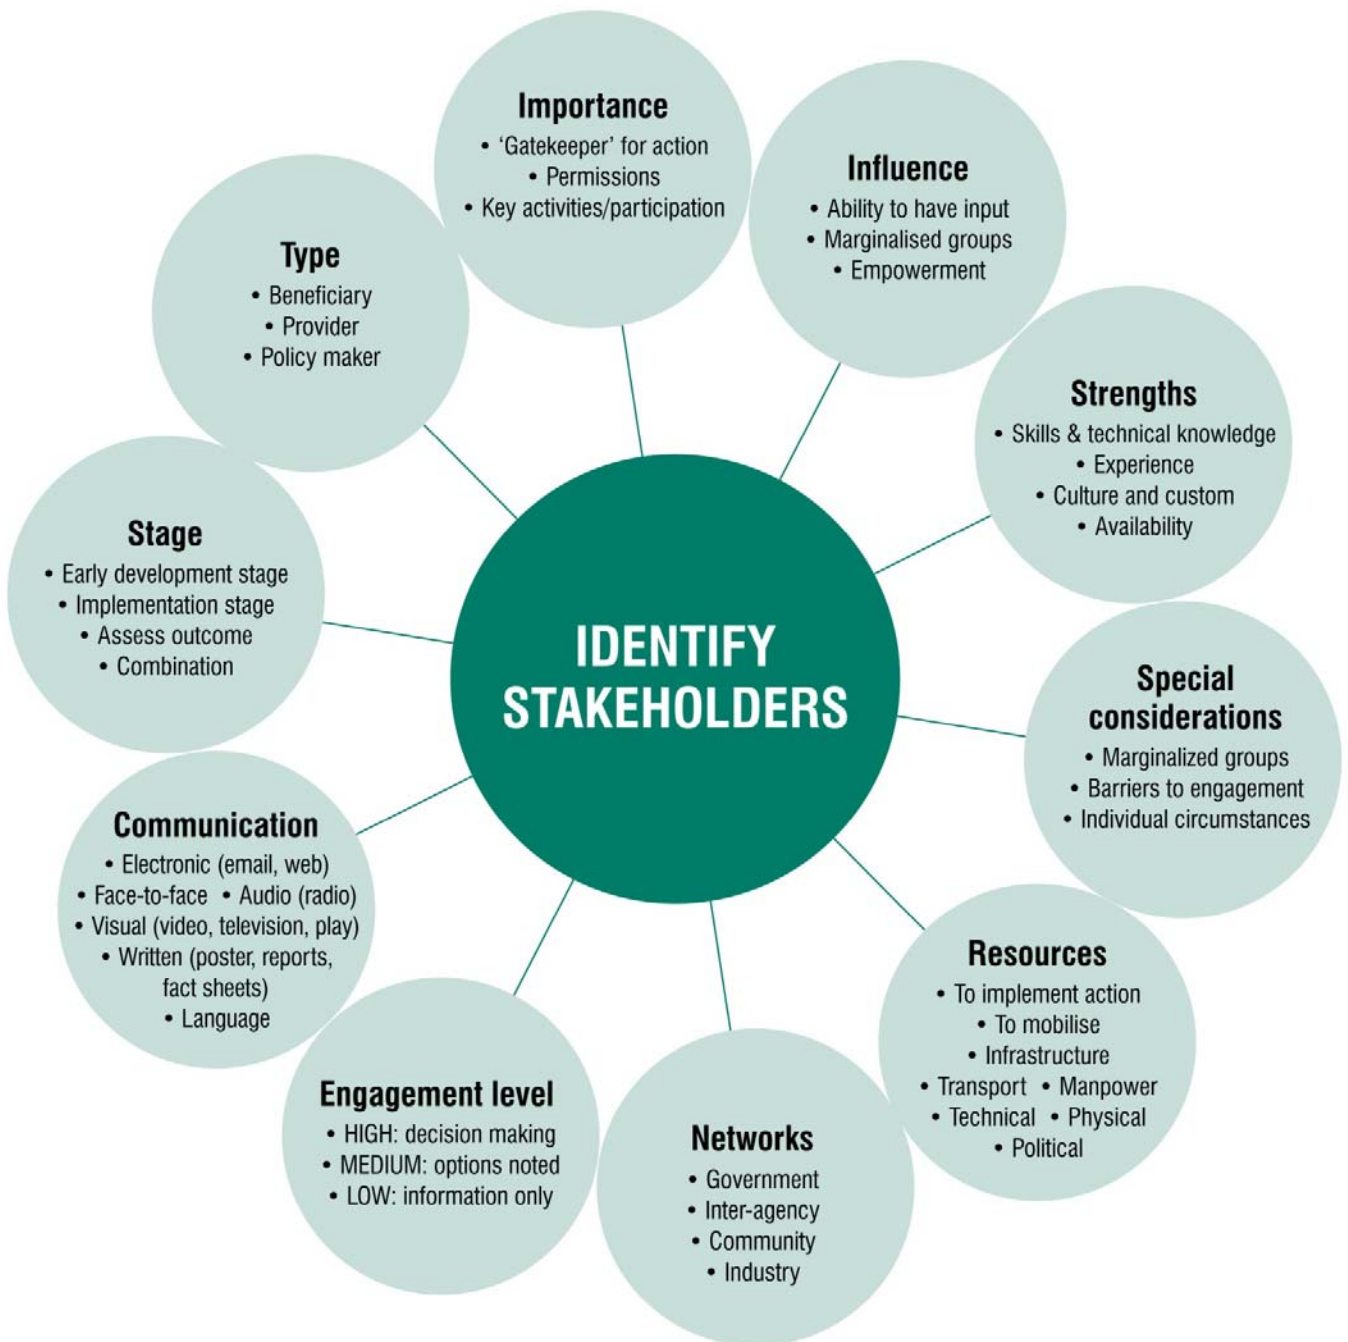 Importance
• ‘Gatekeeper’ for action
• Permissions
• Key activities/participation
Influence
• Ability to have input
• Marginalised groups
• Empowerment
Strengths
• Skills & technical knowledge
• Experience
• Culture and custom
• Availability
Special
considerations
• Marginalized groups
• Barriers to engagement
• Individual circumstances
Resources
• To implement action
• To mobilise
• Infrastructure
• Transport • Manpower
• Technical • Physical
• Political
Networks
• Government
• Inter-agency
• Community
• Industry
Engagement level
• HIGH: decision making
• MEDIUM: options noted
• LOW: information only
Communication
• Electronic (email, web)
• Face-to-face • Audio (radio)
• Visual (video, television, play)
• Written (poster, reports,
fact sheets)
• Language
Stage
• Early development stage
• Implementation stage
• Assess outcome
• Combination
Type
• Beneficiary
• Provider
• Policy maker
IDENTIFY
STAKEHOLDERS